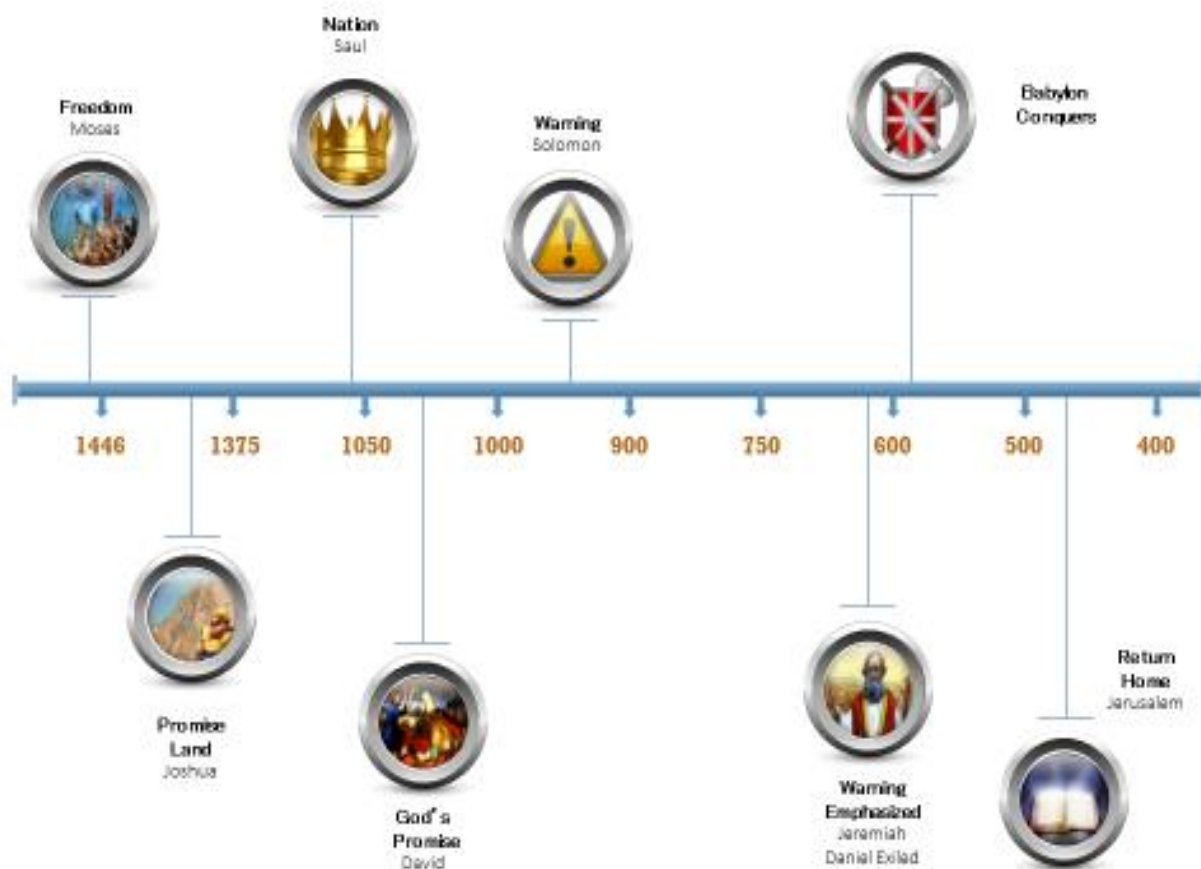 Nation
Saul
Freedom
Moses
Warning
Solomon
Babylon
Conquers
1446 1375 1050 1000 900 750 600 500 400
Promise
Land
Joshua
God's
Promise
David
Warning
Emphasized
Jeremiah
Daniel Exiled
Return
Home
Jerusalem